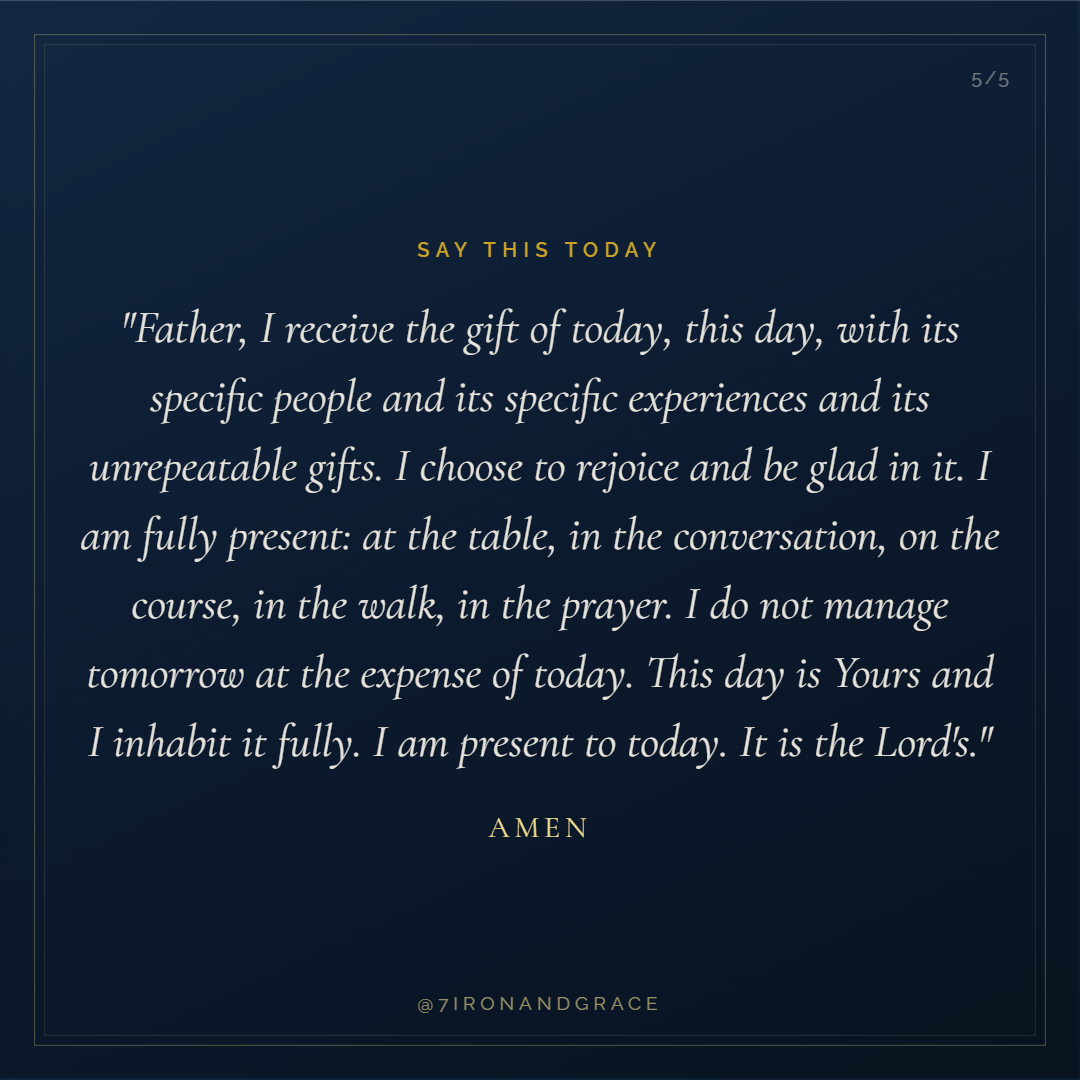 5/5
SAY THIS TODAY
"Father, I receive the gift of today, this day, with its
specific people and its specific experiences and its
unrepeatable gifts. I choose to rejoice and be glad in it. I
am fully present: at the table, in the conversation, on the
course, in the walk, in the prayer. I do not manage
tomorrow at the expense of today. This day is Yours and
I inhabit it fully. I am present to today. It is the Lord's."
AMEN
@7IRONANDGRACE